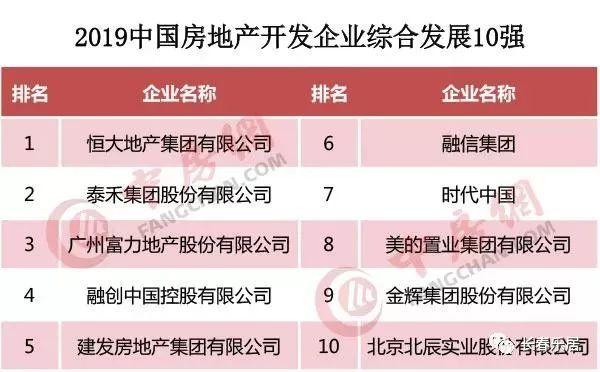 2019中国房地产开发企业综合发展10强
排名 企业名称 排名 企业名称
1 恒大地产集团有限公司 6 融信集团
2 泰禾集团股份有限公司 7 时代中国
3 广州富力地产股份有限公司 8 美的置业集团有限公司
4 融创中国控股有限公司 9 金辉集团股份有限公司
5 建发房地产集团有限公司 10 北京北辰实业股份有限公司
中房網
FANGCHAN.COM
中房網
FANGCHAN.COM
长春乐居